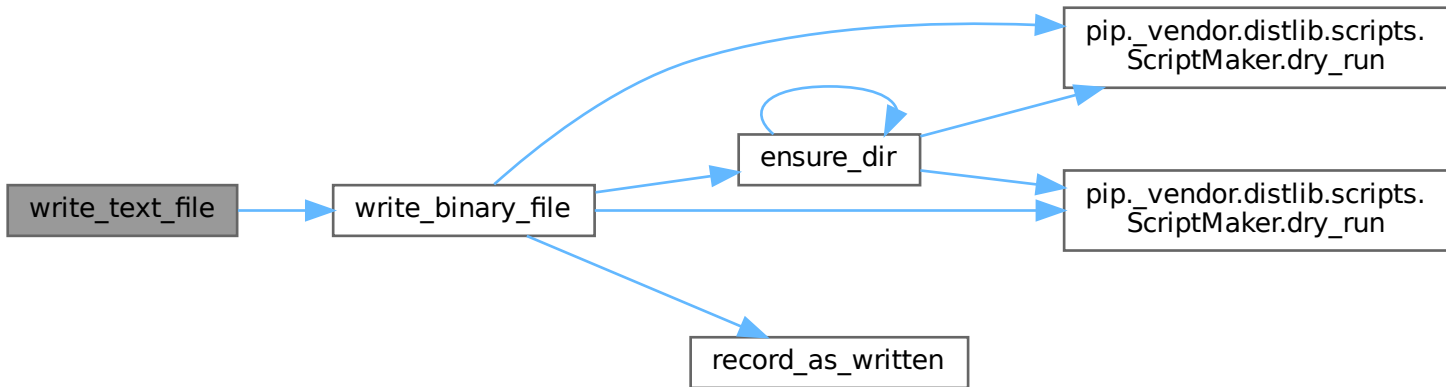 write_text_file
write_binary_file
ensure_dir
record_as_written
pip._vendor.distlib.scripts.
ScriptMaker.dry_run
pip._vendor.distlib.scripts.
ScriptMaker.dry_run